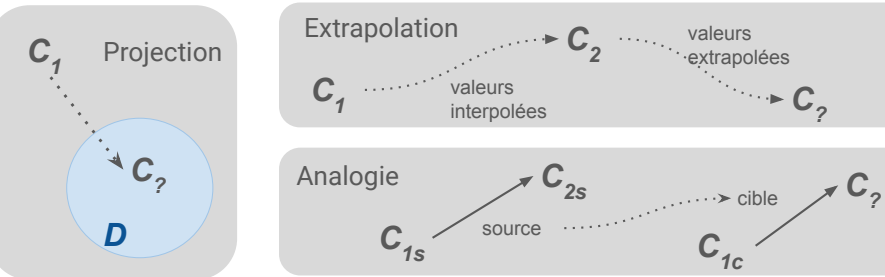 Projection
C1
C?
D
Extrapolation
C1
valeurs
interpolées
C2
valeurs
extrapolées
C?
Analogie
C1s
C2s
source
cible
C1c
C?